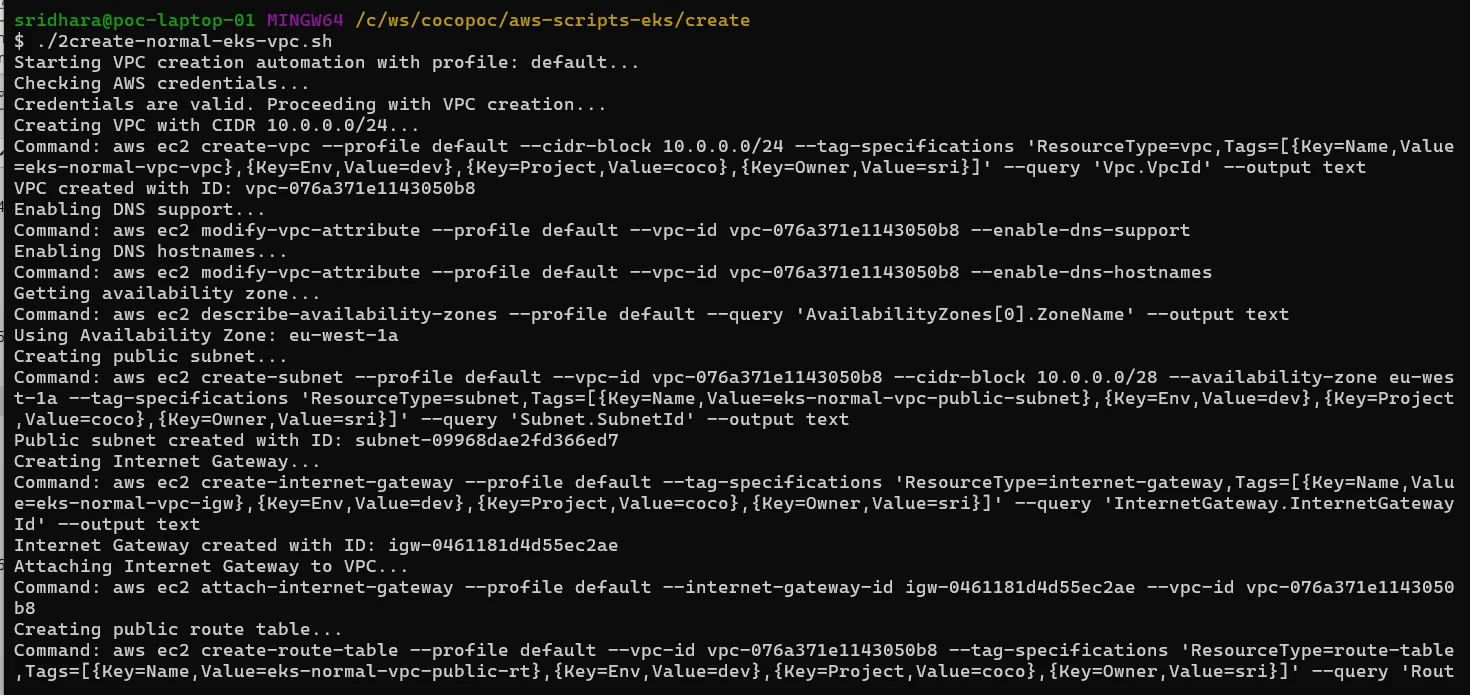 sridhara@poc-laptop-01 MINGW64 /c/ws/cocopoc/aws-scripts-eks/create
$ ./2create-normal-eks-vpc.sh
Starting VPC creation automation with profile: default...
Checking AWS credentials...
Credentials are valid. Proceeding with VPC creation...
Creating VPC with CIDR 10.0.0.0/24...
Command: aws ec2 create-vpc --profile default --cidr-block 10.0.0.0/24 --tag-specifications 'ResourceType=vpc,Tags=[{Key=Name,Value
=eks-normal-vpc-vpc},{Key=Env,Value=dev},{Key=Project,Value=coco},{Key=Owner,Value=sri}]' --query 'Vpc.VpcId' --output text
VPC created with ID: vpc-076a371e1143050b8
Enabling DNS support...
Command: aws ec2 modify-vpc-attribute --profile default --vpc-id vpc-076a371e1143050b8 --enable-dns-support
Enabling DNS hostnames...
Command: aws ec2 modify-vpc-attribute --profile default --vpc-id vpc-076a371e1143050b8 --enable-dns-hostnames
Getting availability zone...
Command: aws ec2 describe-availability-zones --profile default --query 'AvailabilityZones[0].ZoneName' --output text
Using Availability Zone: eu-west-1a
Creating public subnet...
Command: aws ec2 create-subnet --profile default --vpc-id vpc-076a371e1143050b8 --cidr-block 10.0.0.0/28 --availability-zone eu-wes
t-1a --tag-specifications 'ResourceType=subnet,Tags=[{Key=Name,Value=eks-normal-vpc-public-subnet},{Key=Env,Value=dev},{Key=Project
,Value=coco},{Key=Owner,Value=sri}]' --query 'Subnet.SubnetId' --output text
Public subnet created with ID: subnet-09968dae2fd366ed7
Creating Internet Gateway...
Command: aws ec2 create-internet-gateway --profile default --tag-specifications 'ResourceType=internet-gateway,Tags=[{Key=Name,Valu
e=eks-normal-vpc-igw},{Key=Env,Value=dev},{Key=Project,Value=coco},{Key=Owner,Value=sri}]' --query 'InternetGateway.InternetGateway
Id' --output text
Internet Gateway created with ID: igw-0461181d4d55ec2ae
Attaching Internet Gateway to VPC...
Command: aws ec2 attach-internet-gateway --profile default --internet-gateway-id igw-0461181d4d55ec2ae --vpc-id vpc-076a371e1143050
b8
Creating public route table...
Command: aws ec2 create-route-table --profile default --vpc-id vpc-076a371e1143050b8 --tag-specifications 'ResourceType=route-table
,Tags=[{Key=Name,Value=eks-normal-vpc-public-rt},{Key=Env,Value=dev},{Key=Project,Value=coco},{Key=Owner,Value=sri}]' --query 'Rout